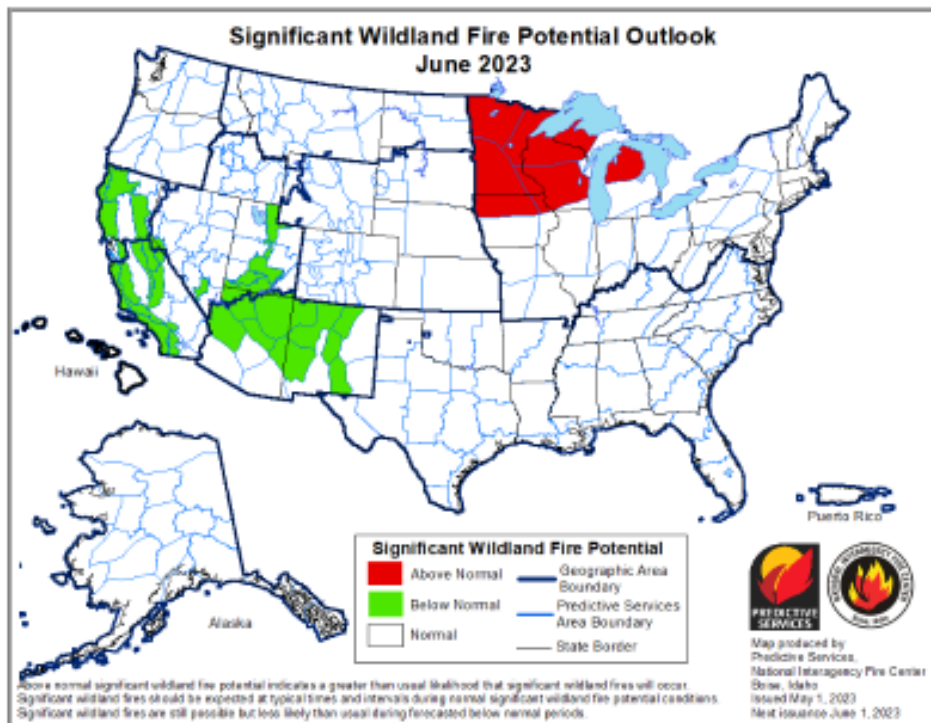 Significant Wildland Fire Potential Outlook
June 2023
Hawaii
Puerto Rico
Alaska
Significant Wildland Fire Potential
Above Normal
Below Normal
Normal
Geographic Area
Boundary
Predictive Services
Area Boundary
State Border
PREDICTIVE
SERVICES
NATIONAL INTERAGENCY FIRE CENTER
Map produced by
Predictive Services,
National Interagency Fire Center
Boise, Idaho
Issued May 1, 2023
Next issuance June 1, 2023
Above normal significant wildland fire potential indicates a greater than usual likelihood that significant wildland fires will occur.
Significant wildland fires should be expected at typical times and intervals during normal significant wildland fire potential conditions.
Significant wildland fires are still possible but less likely than usual during forecasted below normal periods.